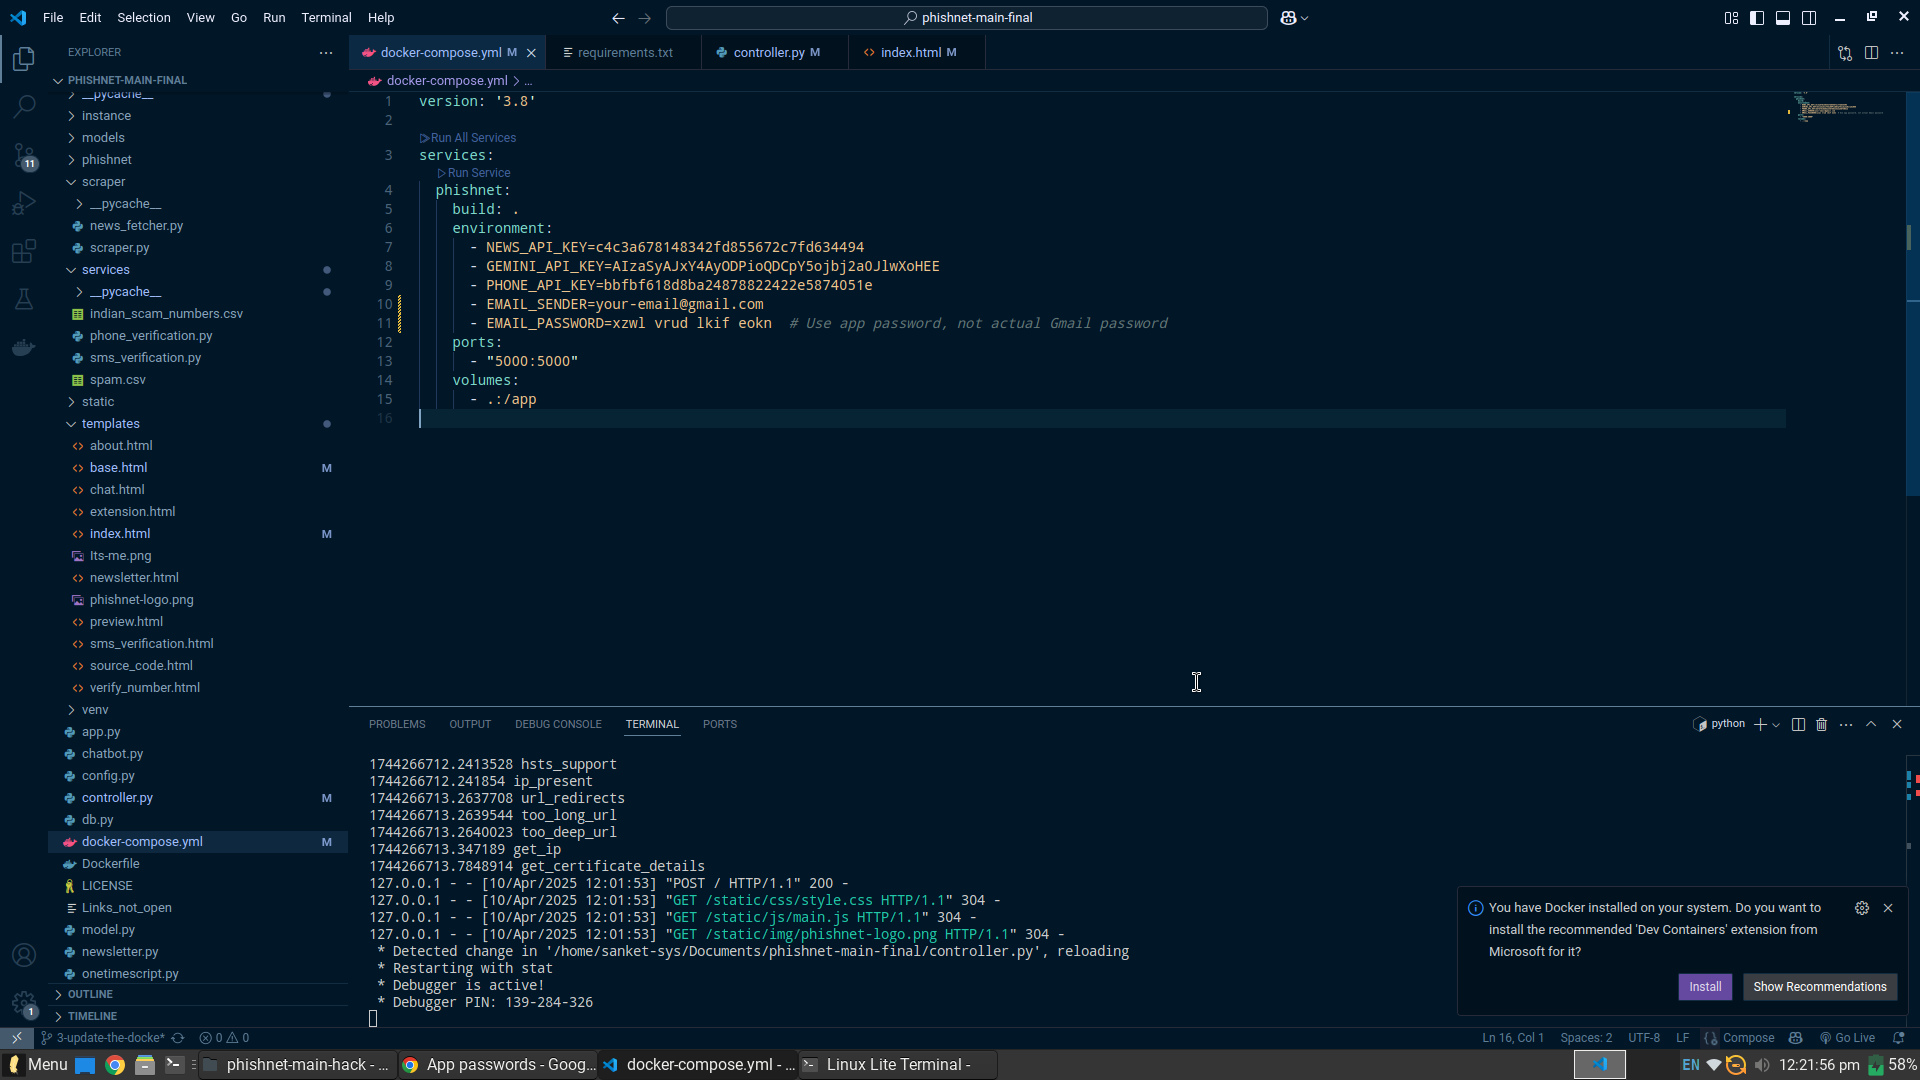 File Edit Selection View Go Run Terminal Help
phishnet-main-final
EXPLORER
PHISHNET-MAIN-FINAL
__pycache__
instance
models
phishnet
scraper
__pycache__
news_fetcher.py
scraper.py
services
__pycache__
indian_scam_numbers.csv
phone_verification.py
sms_verification.py
spam.csv
static
templates
about.html
base.html M
chat.html
extension.html
index.html M
Its-me.png
newsletter.html
phishnet-logo.png
preview.html
sms_verification.html
source_code.html
verify_number.html
venv
app.py
chatbot.py
config.py
controller.py M
db.py
docker-compose.yml M
Dockerfile
LICENSE
Links_not_open
model.py
newsletter.py
onetimescript.py
OUTLINE
TIMELINE
11
1
docker-compose.yml M requirements.txt controller.py M index.html M
docker-compose.yml > ...
1 version: '3.8'
2
Run All Services
3 services:
Run Service
4 phishnet:
5 build: .
6 environment:
7 - NEWS_API_KEY=c4c3a678148342fd855672c7fd634494
8 - GEMINI_API_KEY=AIzaSyAJxY4AyODPioQDCpY5ojbj2aOJlwXoHEE
9 - PHONE_API_KEY=bbfbf618d8ba24878822422e5874051e
10 - EMAIL_SENDER=your-email@gmail.com
11 - EMAIL_PASSWORD=xzwl vrud lkif eokn # Use app password, not actual Gmail password
12 ports:
13 - "5000:5000"
14 volumes:
15 - .:/app
16
PROBLEMS OUTPUT DEBUG CONSOLE TERMINAL PORTS
python
1744266712.2413528 hsts_support
1744266712.241854 ip_present
1744266713.2637708 url_redirects
1744266713.2639544 too_long_url
1744266713.2640023 too_deep_url
1744266713.347189 get_ip
1744266713.7848914 get_certificate_details
127.0.0.1 - - [10/Apr/2025 12:01:53] "POST / HTTP/1.1" 200 -
127.0.0.1 - - [10/Apr/2025 12:01:53] "GET /static/css/style.css HTTP/1.1" 304 -
127.0.0.1 - - [10/Apr/2025 12:01:53] "GET /static/js/main.js HTTP/1.1" 304 -
127.0.0.1 - - [10/Apr/2025 12:01:53] "GET /static/img/phishnet-logo.png HTTP/1.1" 304 -
* Detected change in '/home/sanket-sys/Documents/phishnet-main-final/controller.py', reloading
* Restarting with stat
* Debugger is active!
* Debugger PIN: 139-284-326
You have Docker installed on your system. Do you want to
install the recommended 'Dev Containers' extension from
Microsoft for it?
Install Show Recommendations
3-update-the-docke* 0 0 Ln 16, Col 1 Spaces: 2 UTF-8 LF Compose Go Live
Menu phishnet-main-hack - ... App passwords - Goog... docker-compose.yml - ... Linux Lite Terminal - EN 12:21:56 pm 58%